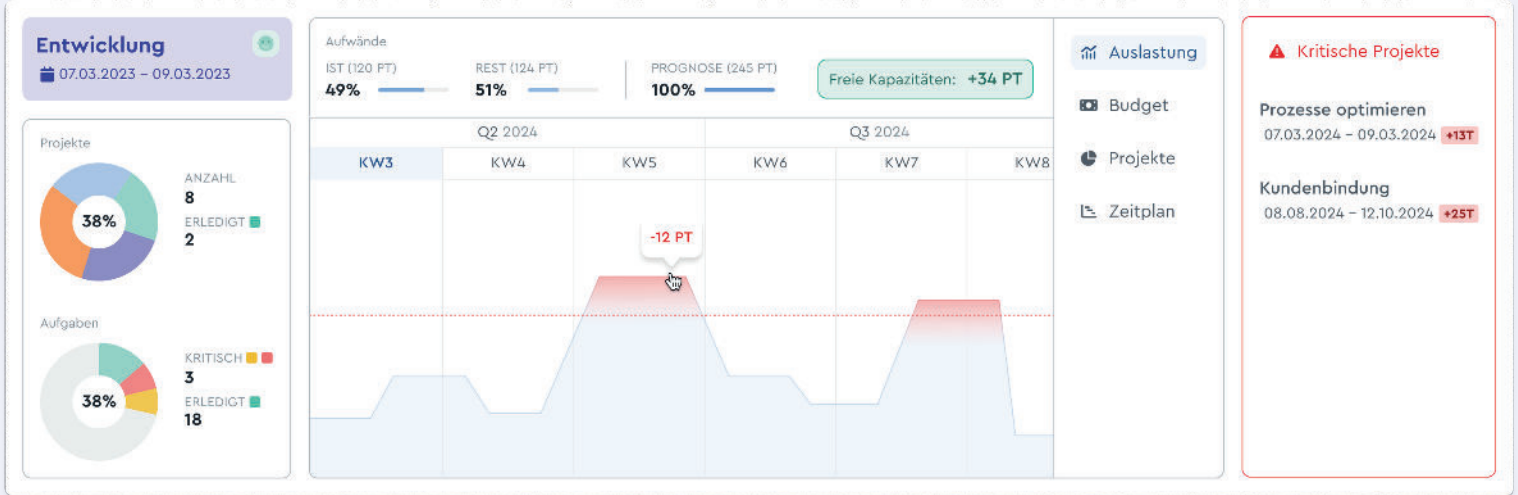 Entwicklung
07.03.2023 – 09.03.2023
Projekte
38%
ANZAHL
8
ERLEDIGT
2
Aufgaben
38%
KRITISCH
3
ERLEDIGT
18
Aufwände
IST (120 PT)
49%
REST (124 PT)
51%
PROGNOSE (245 PT)
100%
Freie Kapazitäten: +34 PT
Q2 2024
Q3 2024
KW3
KW4
KW5
KW6
KW7
KW8
-12 PT
Auslastung
Budget
Projekte
Zeitplan
Kritische Projekte
Prozesse optimieren
07.03.2024 – 09.03.2024 +13T
Kundenbindung
08.08.2024 – 12.10.2024 +25T